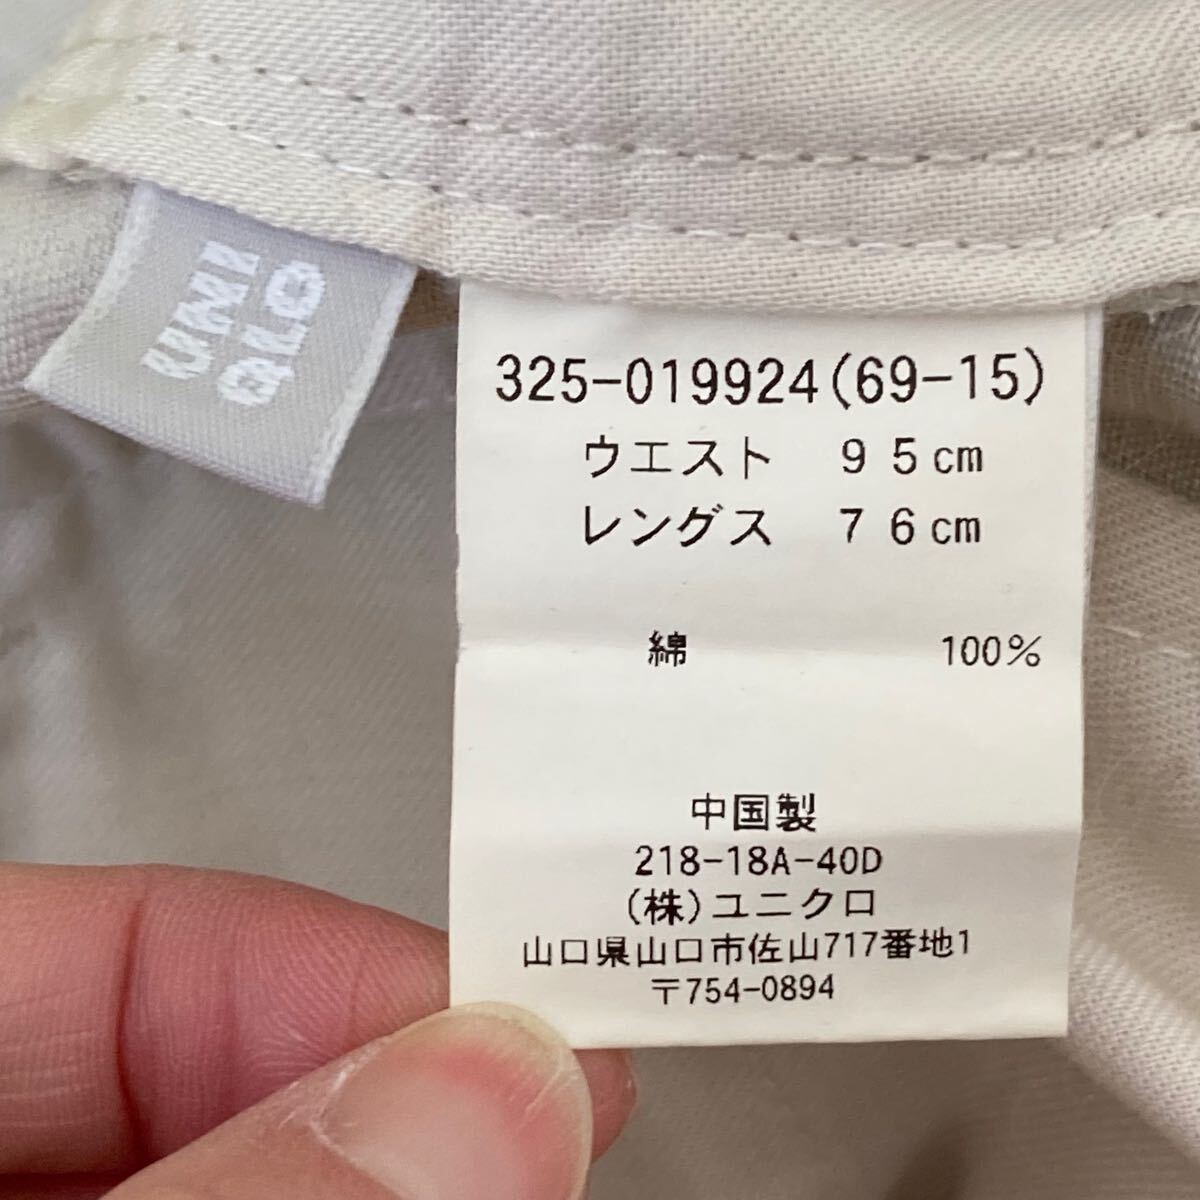 UNI
QLO
325-019924(69-15)
ウエスト 95cm
レングス 76cm
綿 100%
中国製
218-18A-40D
(株)ユニクロ
山口県山口市佐山717番地1
〒754-0894